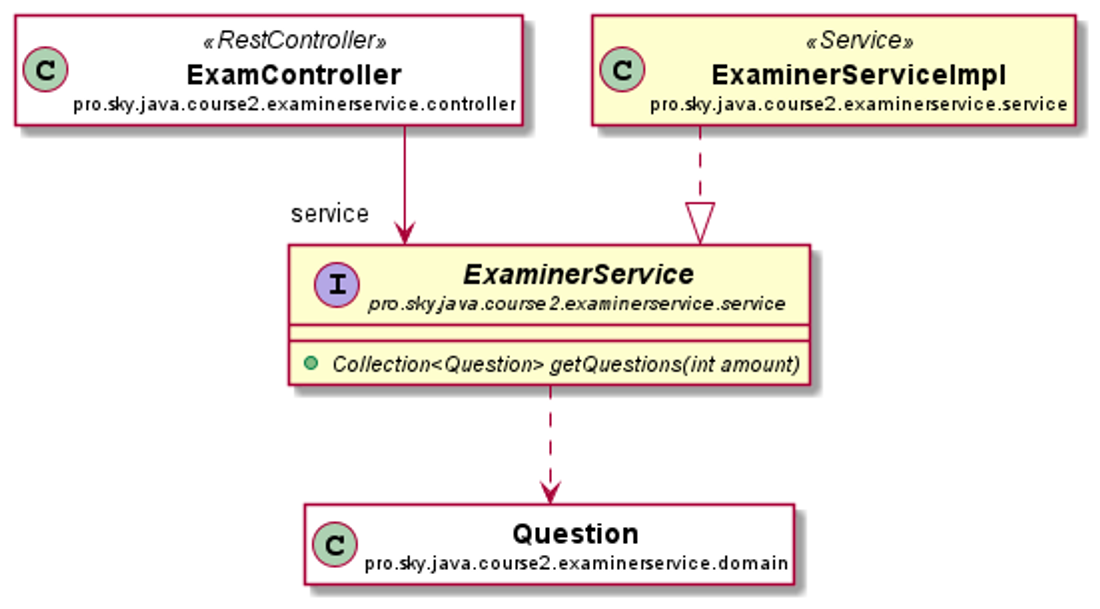 «RestController»
C ExamController
pro.sky.java.course2.examinerservice.controller
«Service»
C ExaminerServiceImpl
pro.sky.java.course2.examinerservice.service
service
I ExaminerService
pro.sky.java.course2.examinerservice.service
Collection<Question> getQuestions(int amount)
C Question
pro.sky.java.course2.examinerservice.domain